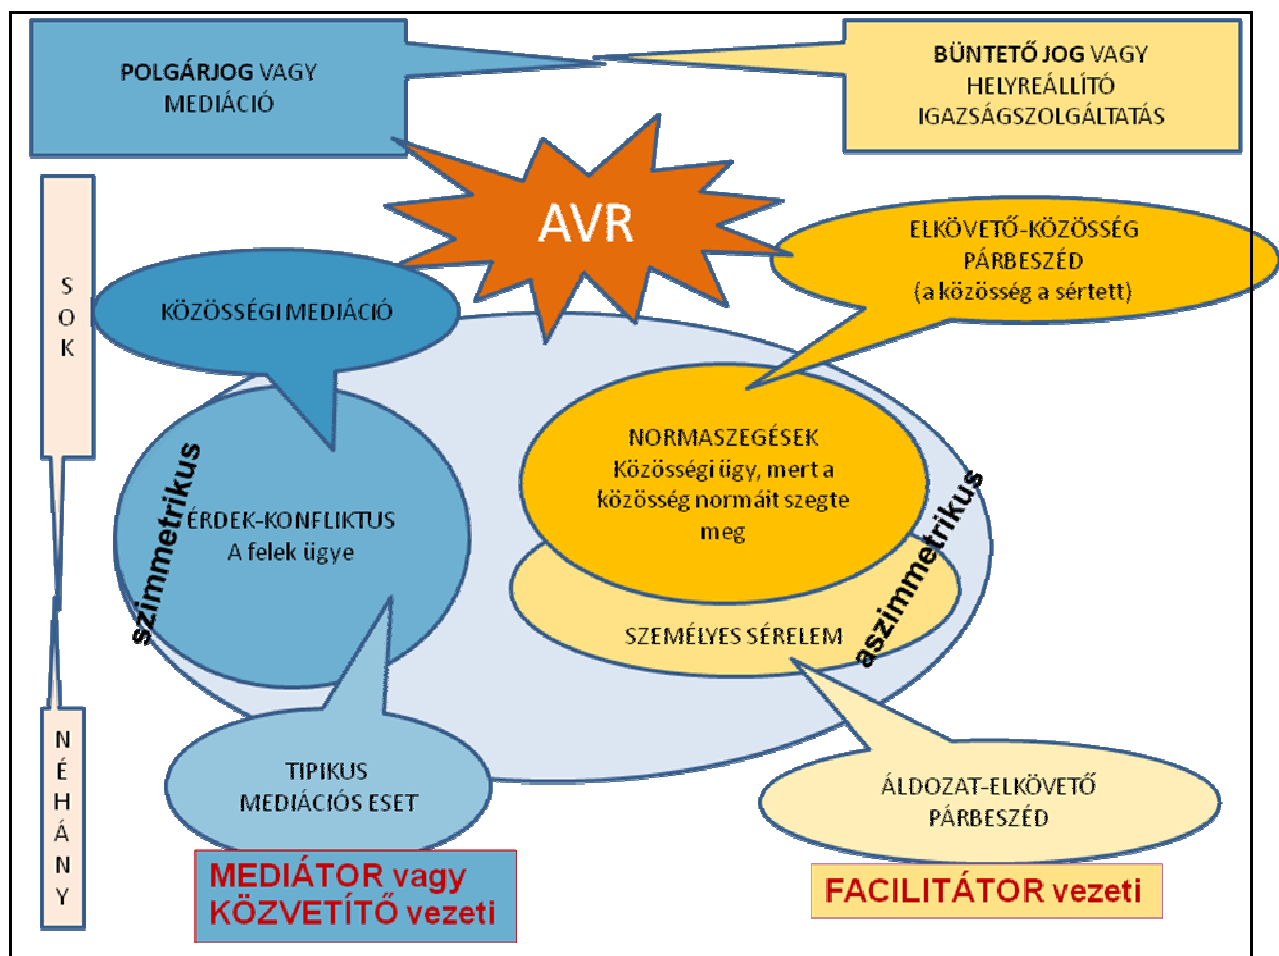 POLGÁRJOG VAGY
MEDIÁCIÓ
BÜNTETŐ JOG VAGY
HELYREÁLLÍTÓ
IGAZSÁGSZOLGÁLTATÁS
AVR
SOK
ELKÖVETŐ-KÖZÖSSÉG
PÁRBESZÉD
(a közösség a sértett)
KÖZÖSSÉGI MEDIÁCIÓ
NORMASZEGÉSEK
Közösségi ügy, mert a
közösség normáit szegte
meg
szimmetrikus
ÉRDEK-KONFLIKTUS
A felek ügye
aszimmetrikus
SZEMÉLYES SÉRELEM
NÉHÁNY
TIPIKUS
MEDIÁCIÓS ESET
ÁLDOZAT-ELKÖVETŐ
PÁRBESZÉD
MEDIÁTOR vagy
KÖZVETÍTŐ vezeti
FACILITÁTOR vezeti